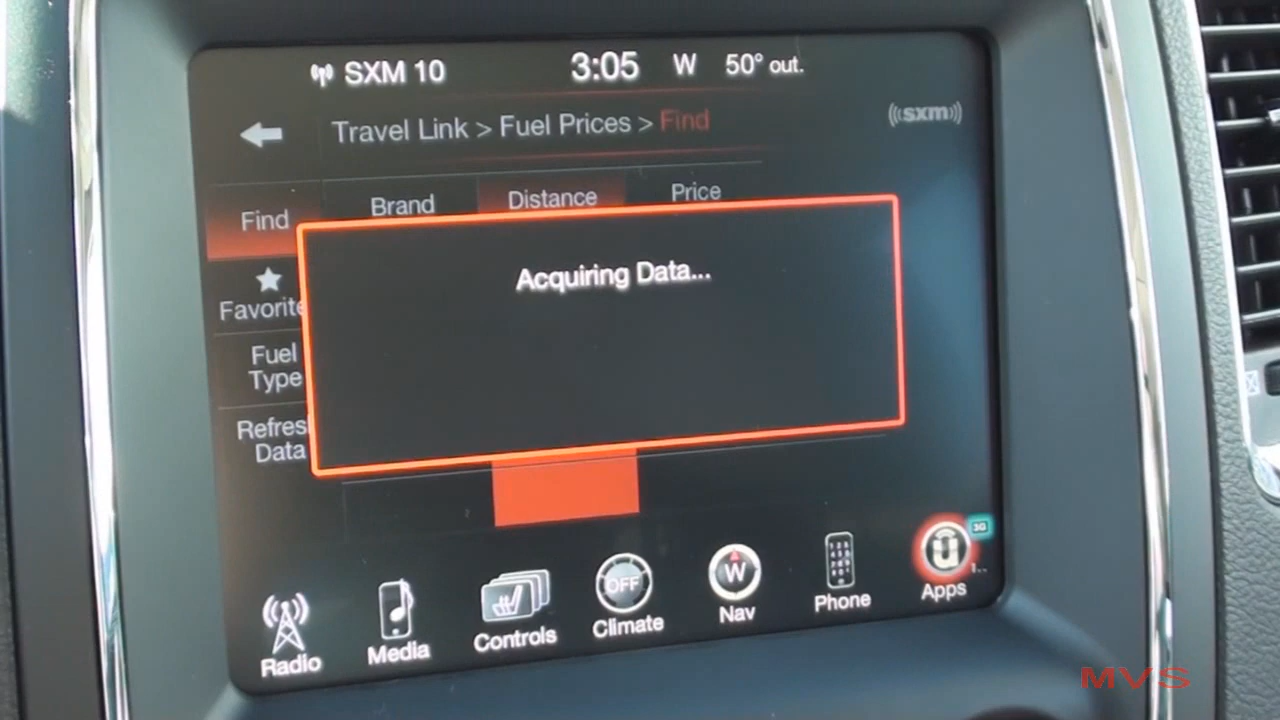 SXM 10 3:05 W 50° out.
Travel Link > Fuel Prices > Find
((sxm))
Find Brand Distance Price
Acquiring Data...
Favorite
Fuel
Type
Refres
Data
OFF
W
3G
Radio Media Controls Climate Nav Phone Apps
MVS